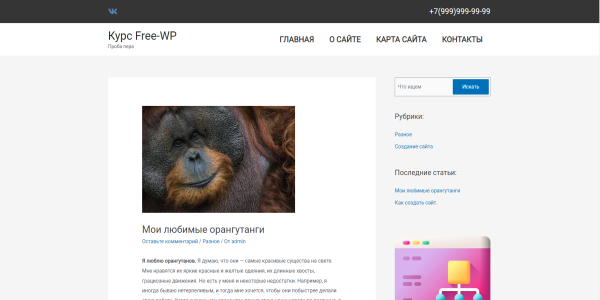 +7(999)999-99-99
Курс Free-WP
Проба пера
ГЛАВНАЯ О САЙТЕ КАРТА САЙТА КОНТАКТЫ
Что ищем
Искать
Рубрики:
Разное
Создание сайта
Последние статьи:
Мои любимые орангутанги
Как создать сайт.
Мои любимые орангутанги
Оставьте комментарий / Разное / От admin
Я люблю орангутанов. Я думаю, что они — самые красивые существа на свете.
Мне нравятся их яркие красные и желтые одеяния, их длинные хвосты,
грациозные движения. Но есть у меня и некоторые недостатки. Например, я
иногда бываю нетерпеливым, и тогда мне хочется, чтобы они побыстрее делали